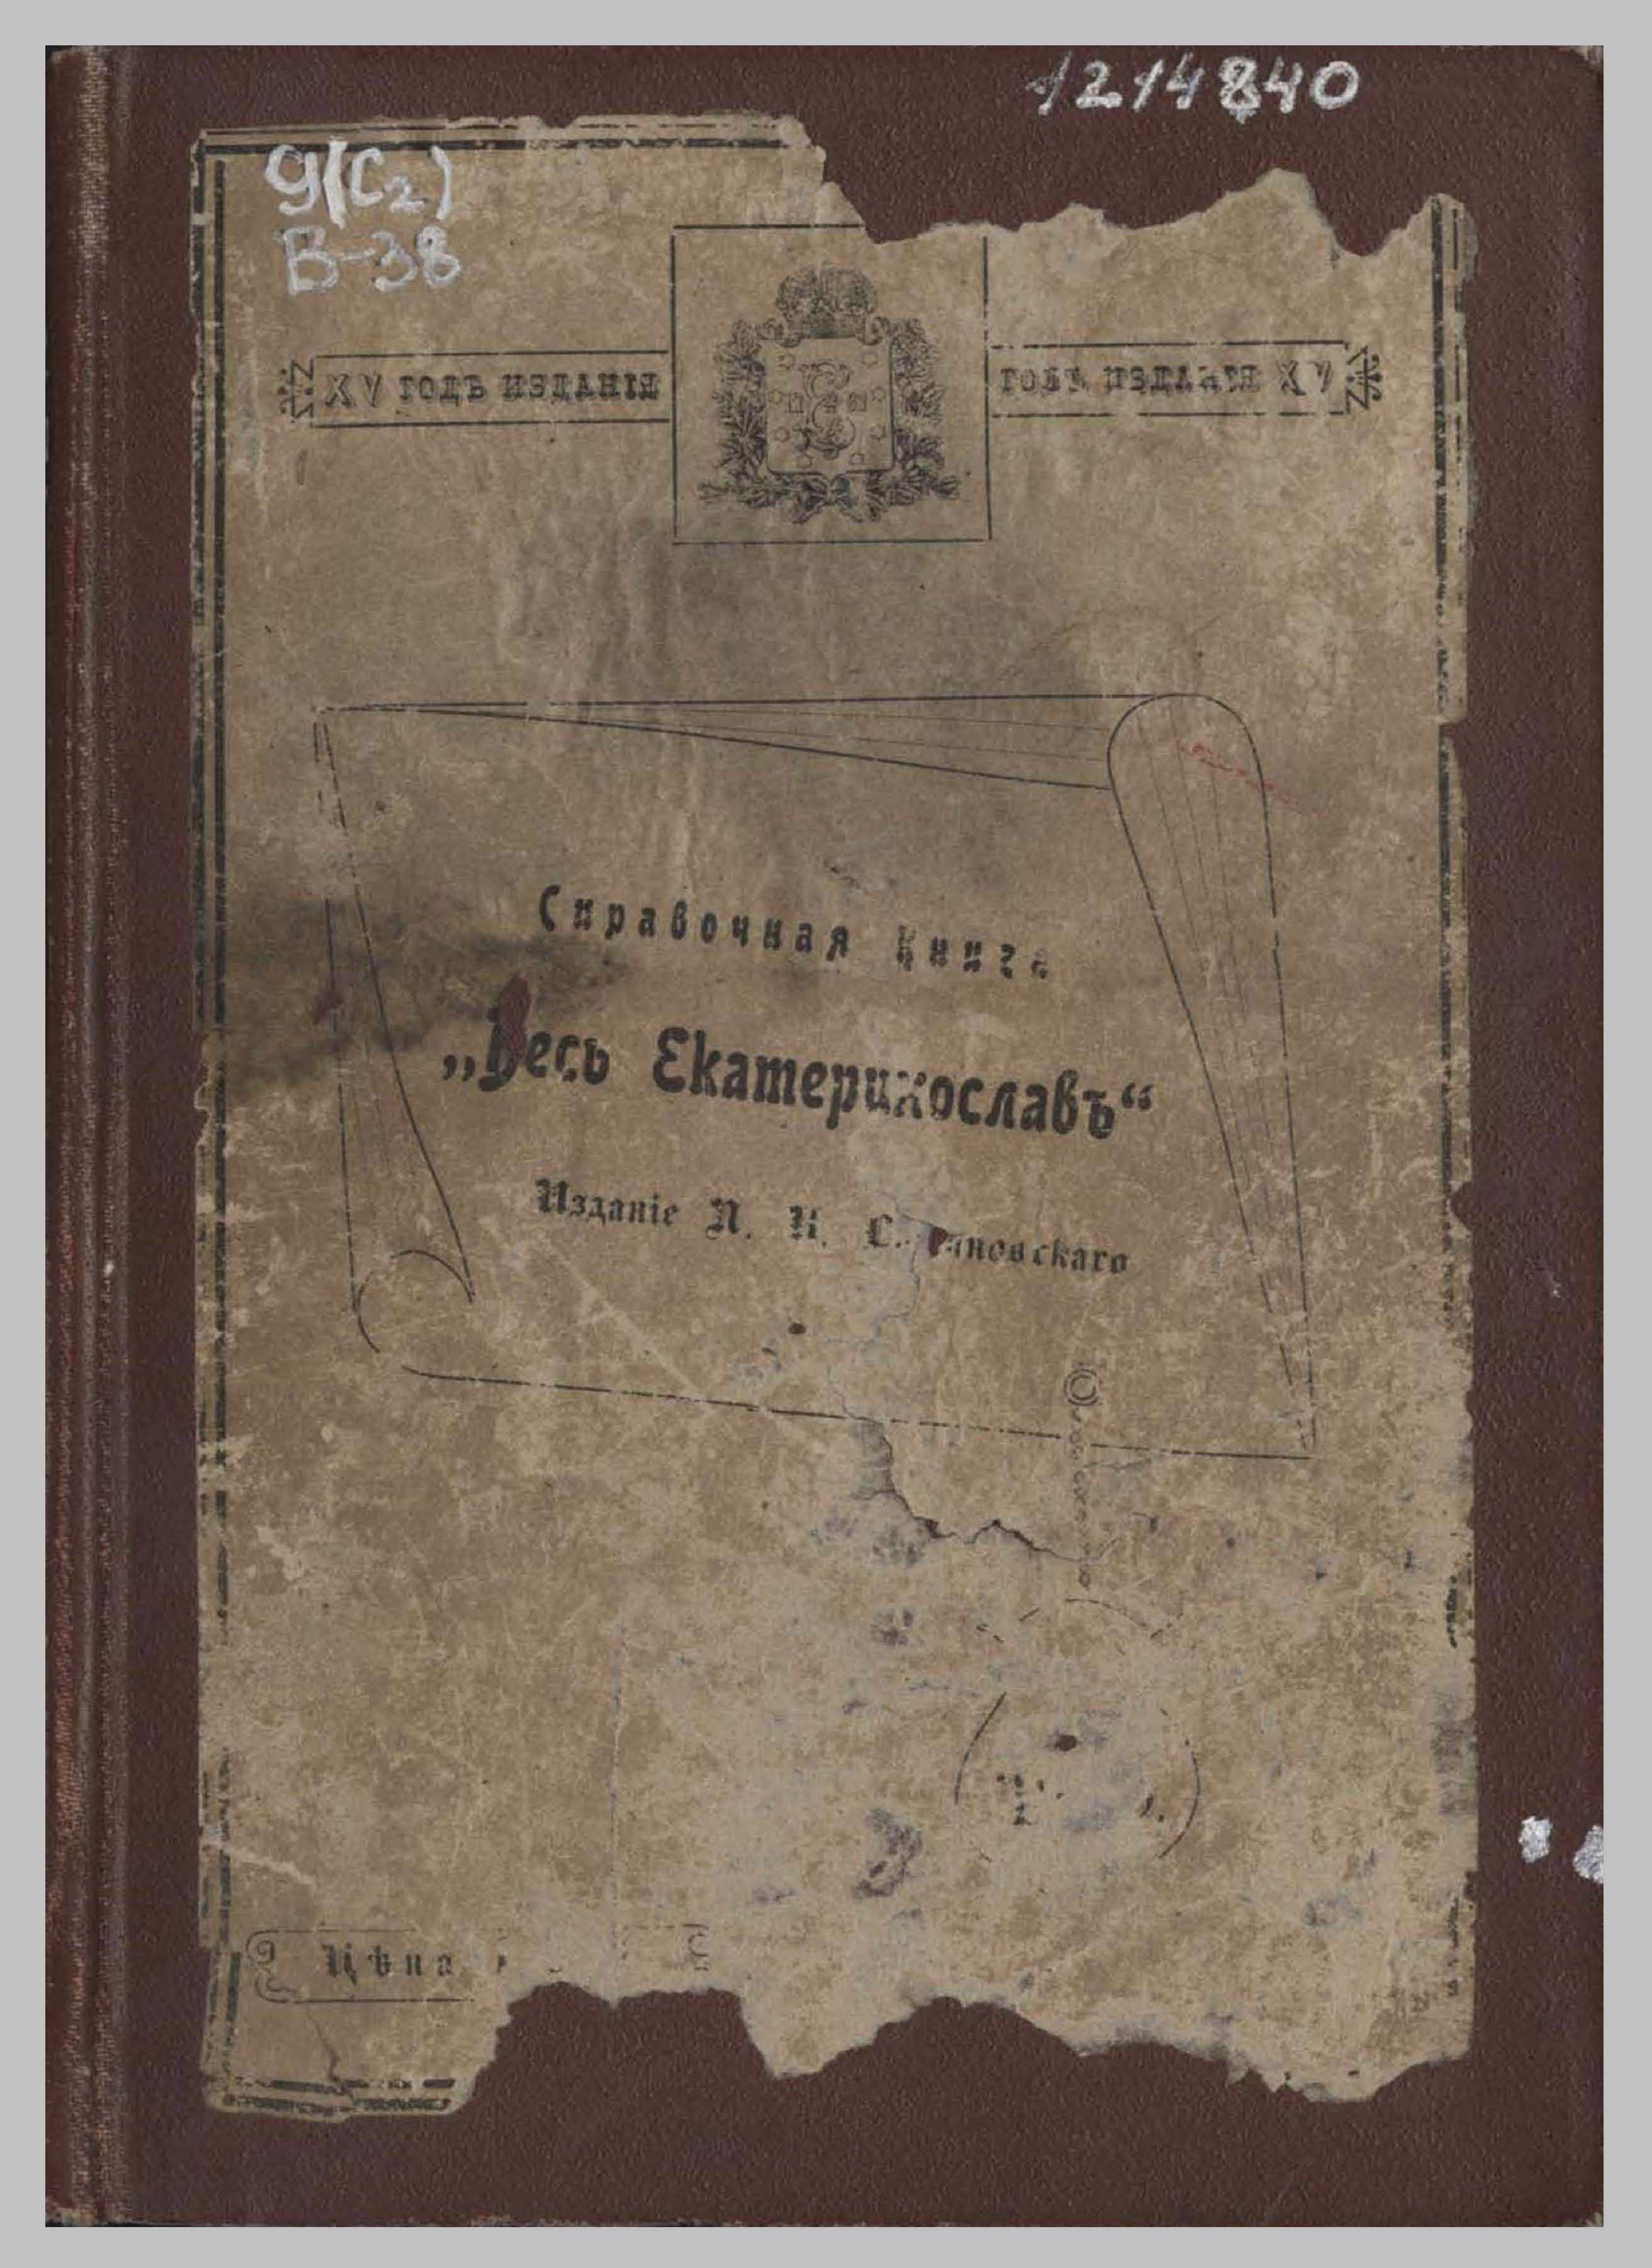 1214840
9(С2)
В-38
XV ГОДЪ ИЗДАНІЯ
ГОДЪ ИЗДАНІЯ XV
Справочная книга
„Весь Екатеринославъ“
Изданіе Л. И.
Цѣна